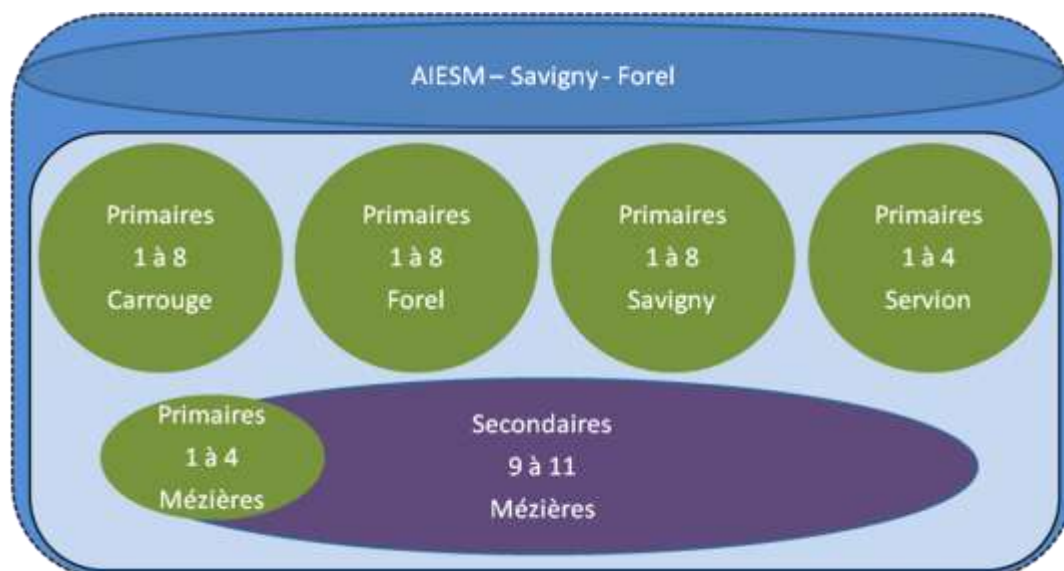 AIESM – Savigny - Forel
Primaires
1 à 8
Carrouge
Primaires
1 à 8
Forel
Primaires
1 à 8
Savigny
Primaires
1 à 4
Servion
Primaires
1 à 4
Mézières
Secondaires
9 à 11
Mézières